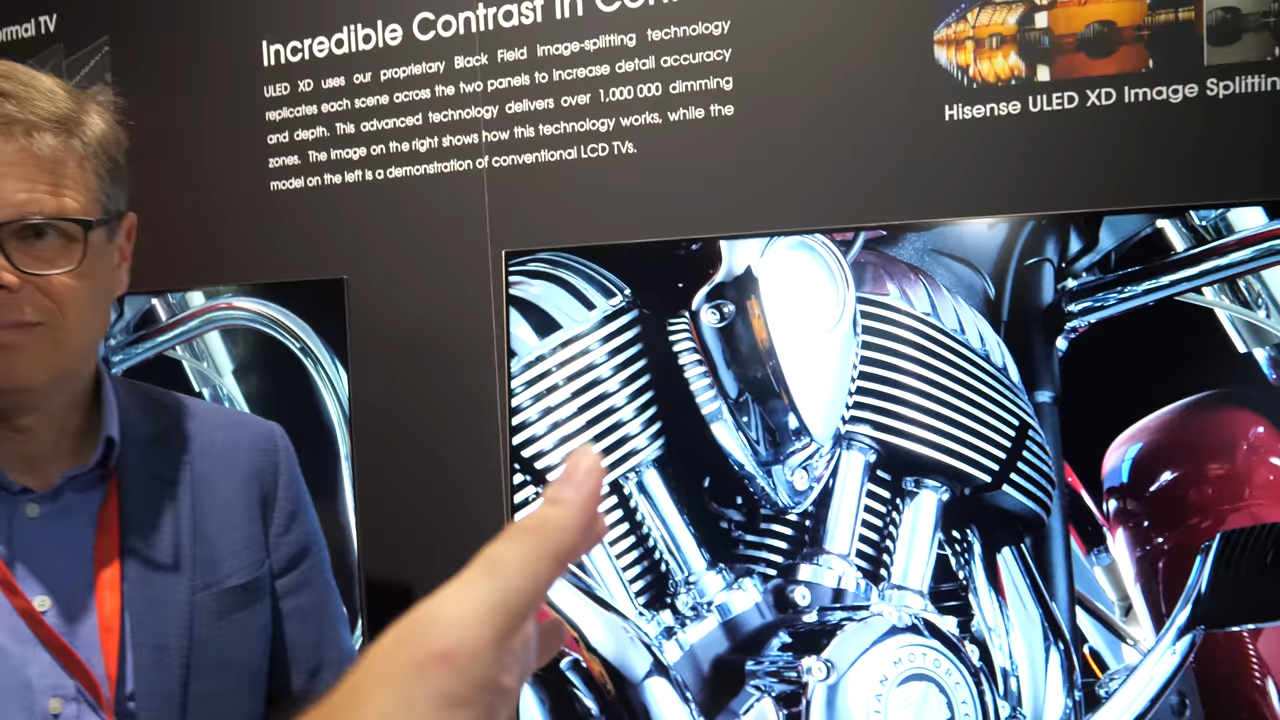 TV
Incredible Contrast in
ULED XD uses our proprietary Black Field image-splitting technology
replicates each scene across the two panels to increase detail accuracy
and depth. This advanced technology delivers over 1,000 000 dimming
zones. The image on the right shows how this technology works, while the
model on the left is a demonstration of conventional LCD TVs.
Hisense ULED XD Image
MOTORC